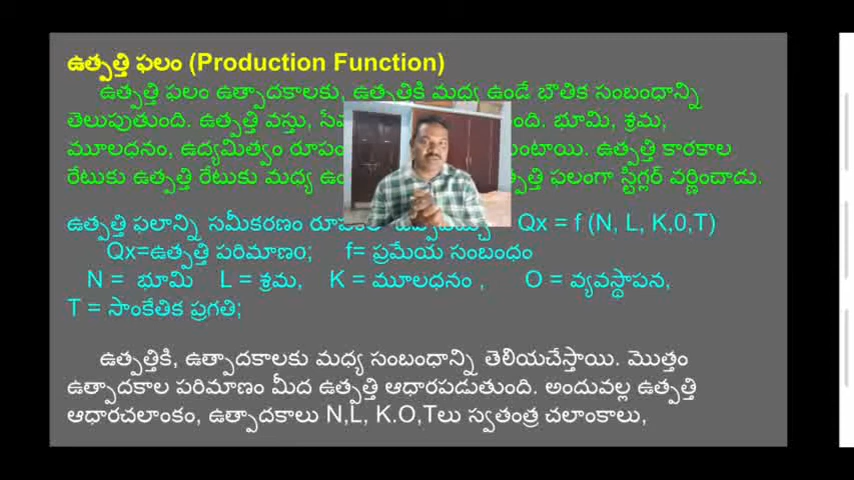 ఉత్పత్తి ఫలం (Production Function)
ఉత్పత్తి ఫలం ఉత్పాదకాలకు, ఉత్పత్తికి మధ్య ఉండే భౌతిక సంబంధాన్ని
తెలుపుతుంది. ఉత్పత్తి వస్తు, భూమి, శ్రమ,
మూలధనం, ఉద్యమిత్వం ఉత్పత్తి కారకాల
రేటుకు ఉత్పత్తి రేటుకు మధ్య ఫలంగా స్టిగ్లర్ వర్ణించాడు.
ఉత్పత్తి ఫలాన్ని సమీకరణం Qx = f (N, L, K,0,T)
Qx=ఉత్పత్తి పరిమాణం; f= ప్రమేయ సంబంధం
N = భూమి L = శ్రమ, K = మూలధనం , O = వ్యవస్థాపన,
T = సాంకేతిక ప్రగతి;
ఉత్పత్తికి, ఉత్పాదకాలకు మధ్య సంబంధాన్ని తెలియచేస్తాయి. మొత్తం
ఉత్పాదకాల పరిమాణం మీద ఉత్పత్తి ఆధారపడుతుంది. అందువల్ల ఉత్పత్తి
ఆధారచలాంకం, ఉత్పాదకాలు N,L, K.O,Tలు స్వతంత్ర చలాంకాలు,